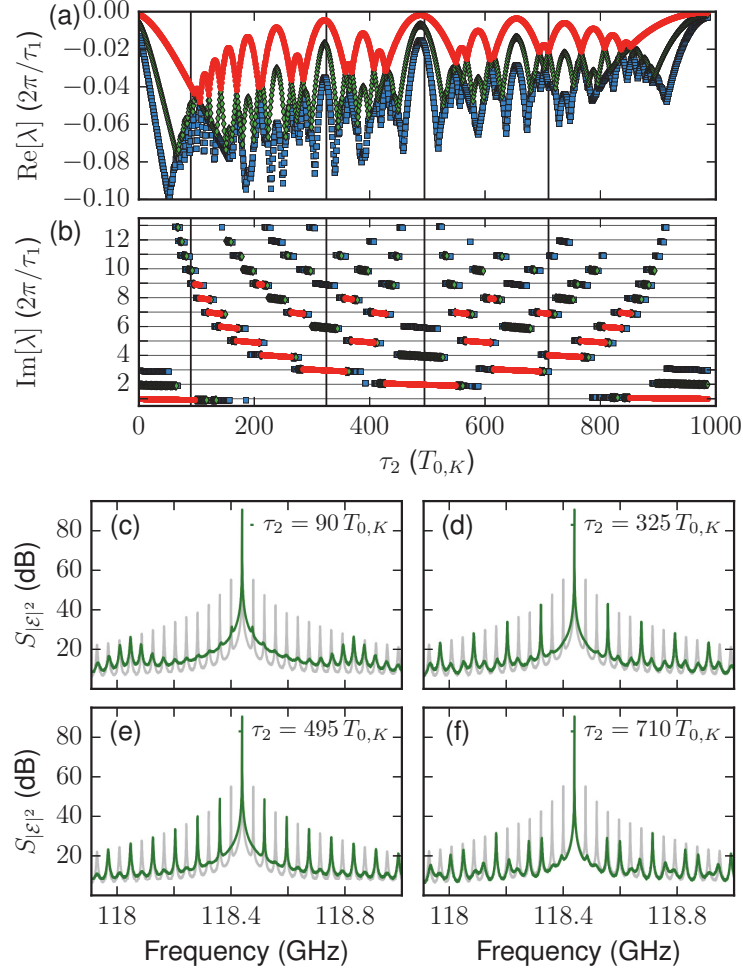 (a)
0.00
−0.02
−0.04
−0.06
−0.08
−0.10
Re[λ] (2π/τ₁)
(b)
12
10
8
6
4
2
Im[λ] (2π/τ₁)
0 200 400 600 800 1000
τ₂ (T₀,K)
(c) τ₂ = 90 T₀,K
(d) τ₂ = 325 T₀,K
80
60
40
20
S|ℰ|² (dB)
(e) τ₂ = 495 T₀,K
(f) τ₂ = 710 T₀,K
80
60
40
20
S|ℰ|² (dB)
118 118.4 118.8 118 118.4 118.8
Frequency (GHz) Frequency (GHz)